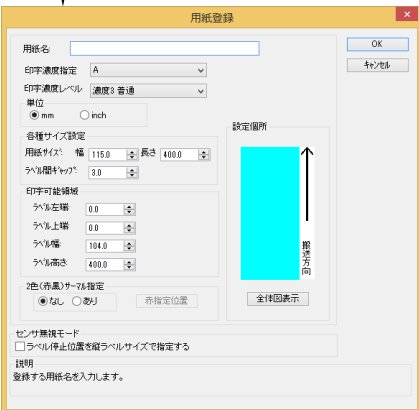 用紙登録
用紙名:
OK
キャンセル
印字濃度指定 A
印字濃度レベル 濃度3 普通
単位
mm inch
各種サイズ設定
用紙サイズ: 幅 115.0 長さ 400.0
ラベル間ギャップ: 3.0
印字可能領域
ラベル左端: 0.0
ラベル上端: 0.0
ラベル幅: 104.0
ラベル高さ: 400.0
2色(赤黒)サーマル指定
なし あり 赤指定位置
設定個所
搬送方向
全体図表示
センサ無視モード
ラベル停止位置を縦ラベルサイズで指定する
説明
登録する用紙名を入力します。